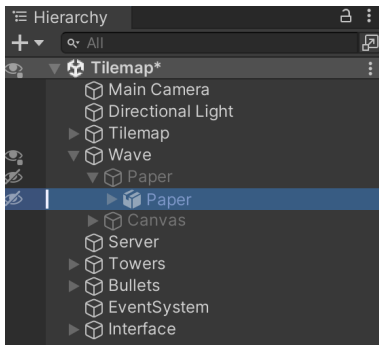 Hierarchy
All
Tilemap*
Main Camera
Directional Light
Tilemap
Wave
Paper
Paper
Canvas
Server
Towers
Bullets
EventSystem
Interface